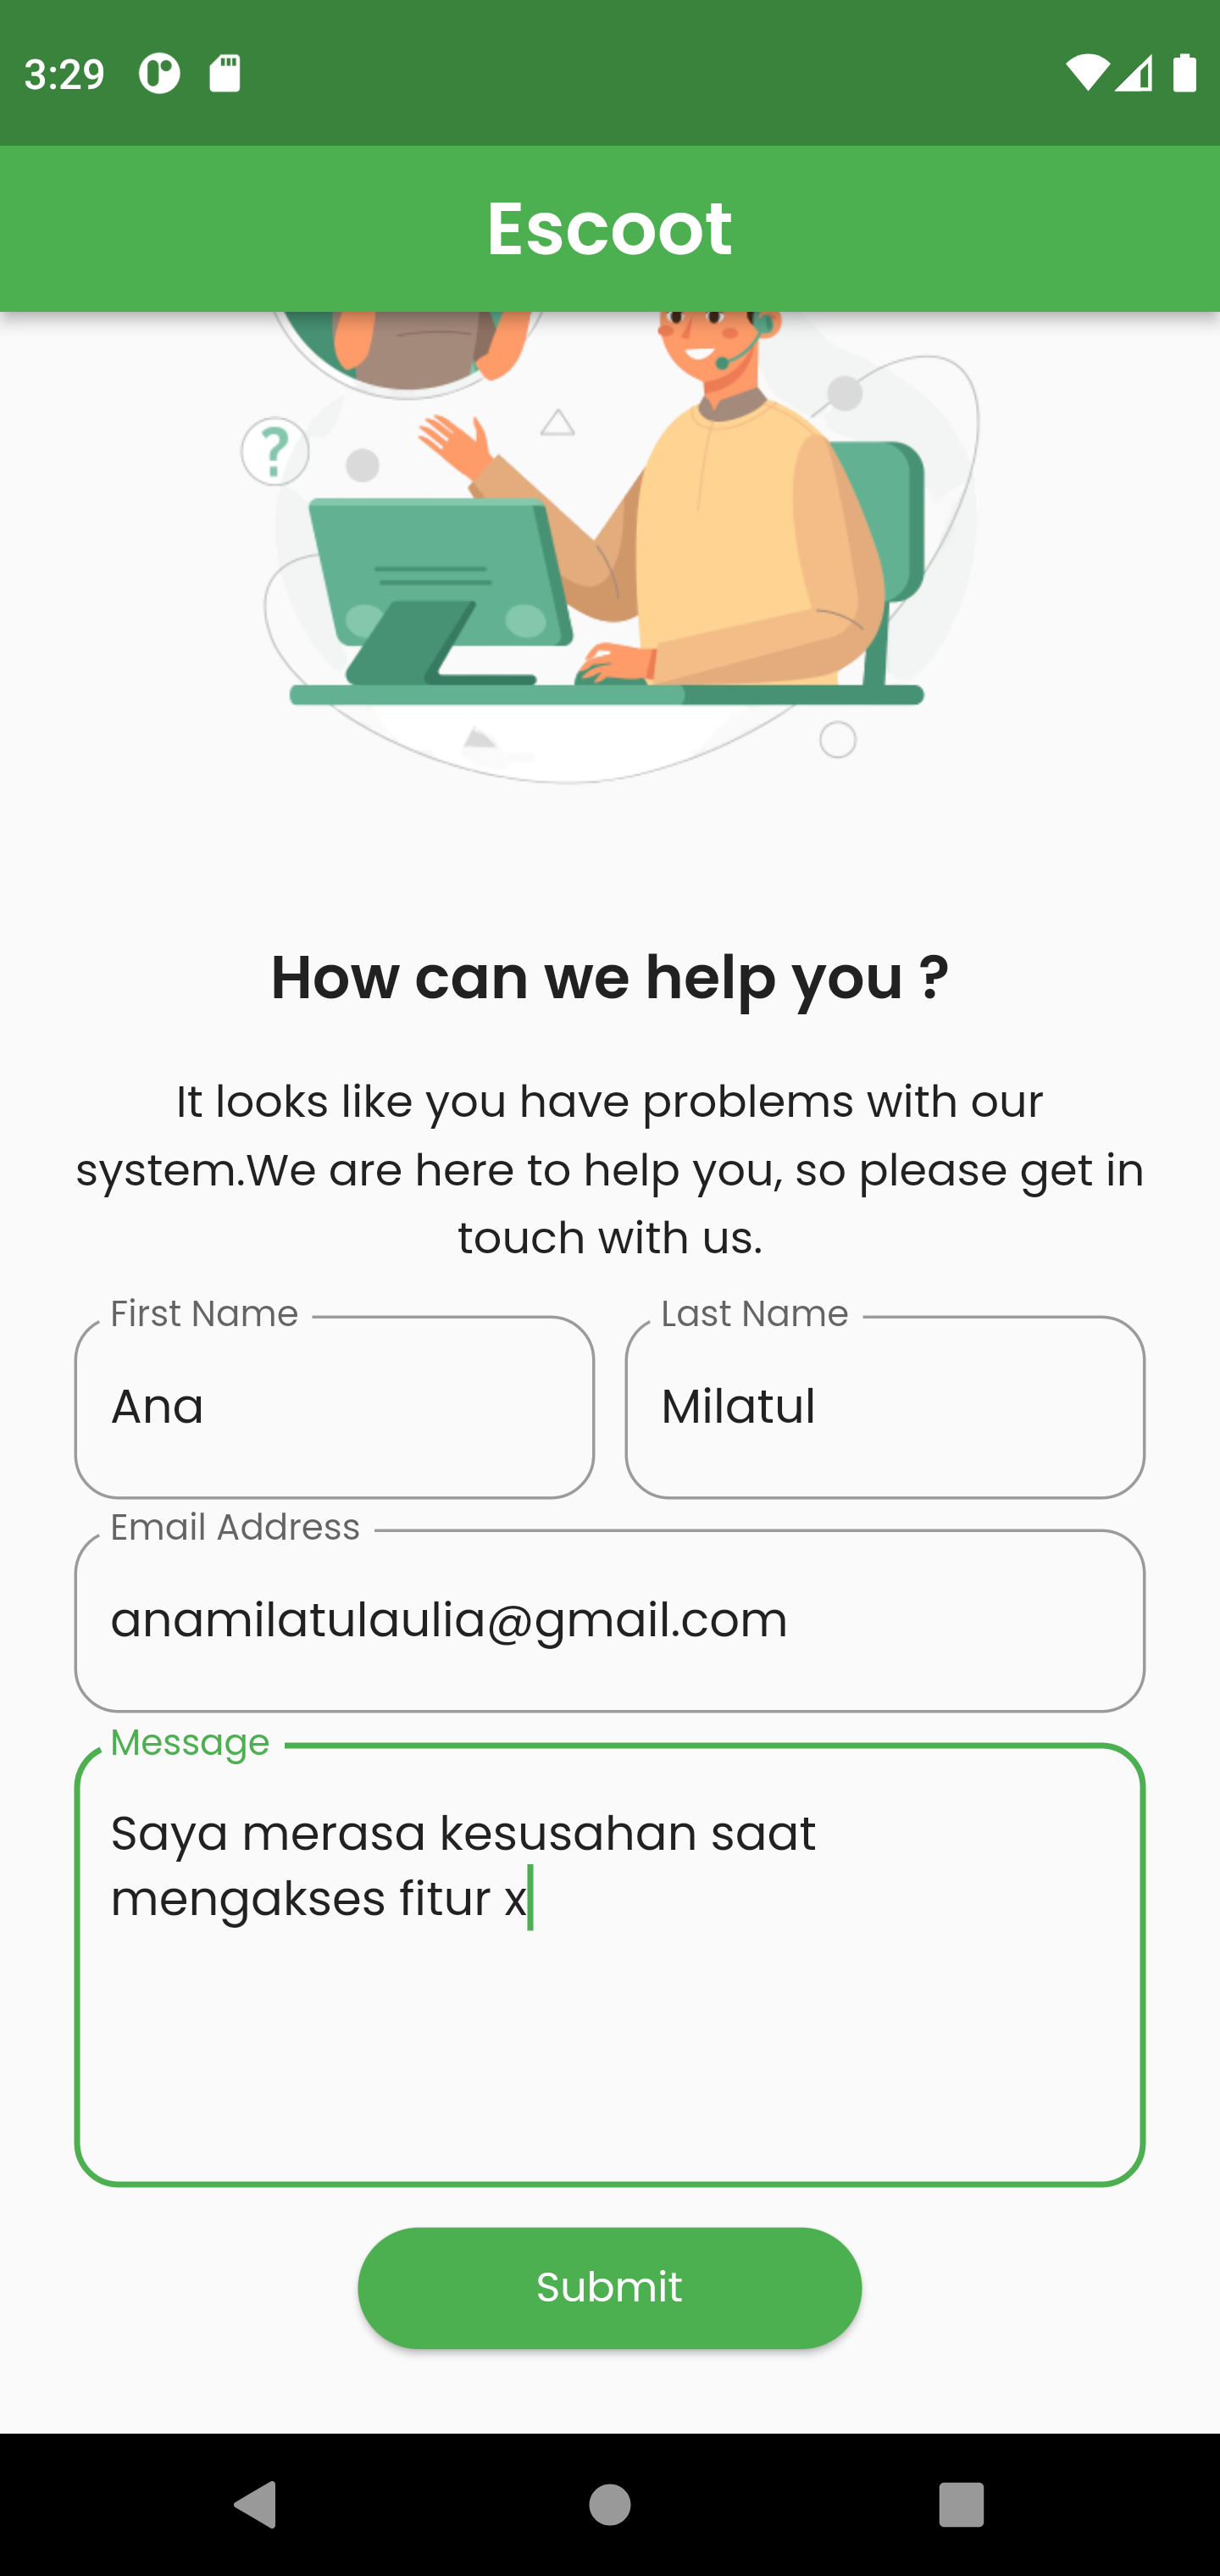 3:29
Escoot
?
How can we help you ?
It looks like you have problems with our
system.We are here to help you, so please get in
touch with us.
First Name
Last Name
Ana
Milatul
Email Address
anamilatulaulia@gmail.com
Message
Saya merasa kesusahan saat
mengakses fitur x
Submit